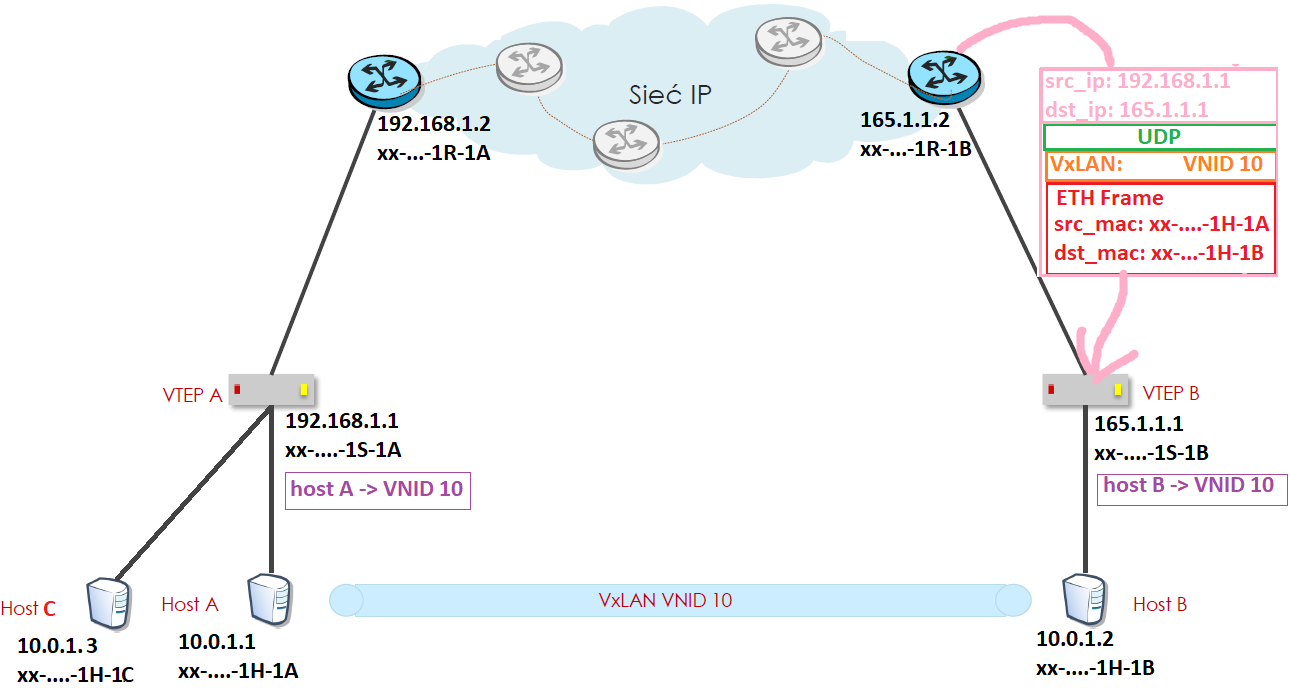 Sieć IP
192.168.1.2
xx-...-1R-1A
165.1.1.2
xx-...-1R-1B
src_ip: 192.168.1.1
dst_ip: 165.1.1.1
UDP
VxLAN: VNID 10
ETH Frame
src_mac: xx-....-1H-1A
dst_mac: xx-...-1H-1B
VTEP A
192.168.1.1
xx-....-1S-1A
host A -> VNID 10
VTEP B
165.1.1.1
xx-....-1S-1B
host B -> VNID 10
Host C
10.0.1.3
xx-....-1H-1C
Host A
10.0.1.1
xx-....-1H-1A
VxLAN VNID 10
Host B
10.0.1.2
xx-....-1H-1B